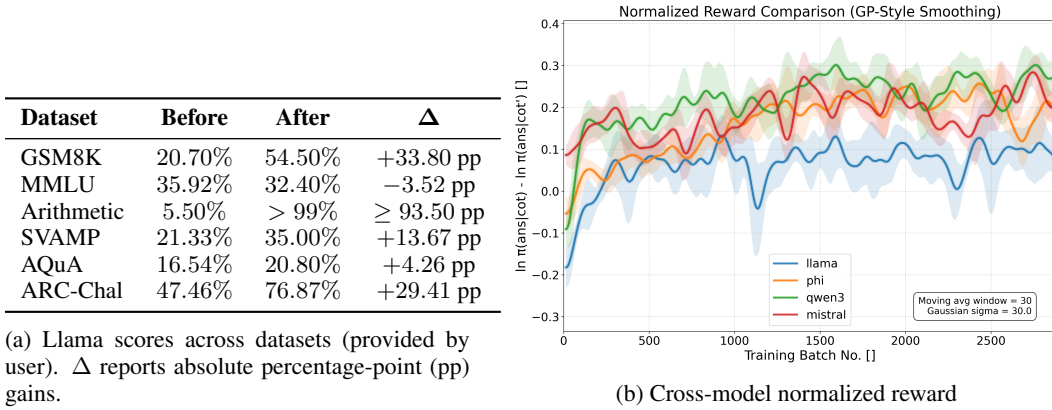 Dataset Before After Δ
GSM8K 20.70% 54.50% +33.80 pp
MMLU 35.92% 32.40% −3.52 pp
Arithmetic 5.50% > 99% ≥ 93.50 pp
SVAMP 21.33% 35.00% +13.67 pp
AQuA 16.54% 20.80% +4.26 pp
ARC-Chal 47.46% 76.87% +29.41 pp
(a) Llama scores across datasets (provided by
user). Δ reports absolute percentage-point (pp)
gains.
Normalized Reward Comparison (GP-Style Smoothing)
ln π(ans|cot) - ln π(ans|cot') []
0.4
0.3
0.2
0.1
0.0
−0.1
−0.2
−0.3
llama
phi
qwen3
mistral
Moving avg window = 30
Gaussian sigma = 30.0
0 500 1000 1500 2000 2500
Training Batch No. []
(b) Cross-model normalized reward